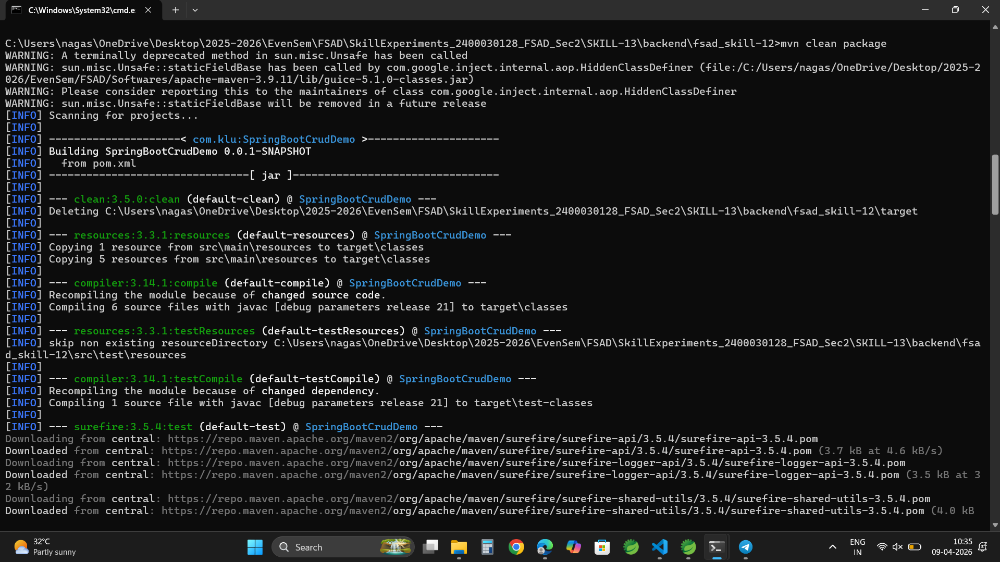 C:\Windows\System32\cmd.e
C:\Users\nagas\OneDrive\Desktop\2025-2026\EvenSem\FSAD\SkillExperiments_2400030128_FSAD_Sec2\SKILL-13\backend\fsad_skill-12>mvn clean package
WARNING: A terminally deprecated method in sun.misc.Unsafe has been called
WARNING: sun.misc.Unsafe::staticFieldBase has been called by com.google.inject.internal.aop.HiddenClassDefiner (file:/C:/Users/nagas/OneDrive/Desktop/2025-2
026/EvenSem/FSAD/Softwares/apache-maven-3.9.11/lib/guice-5.1.0-classes.jar)
WARNING: Please consider reporting this to the maintainers of class com.google.inject.internal.aop.HiddenClassDefiner
WARNING: sun.misc.Unsafe::staticFieldBase will be removed in a future release
[INFO] Scanning for projects...
[INFO]
[INFO] ---------------------< com.klu:SpringBootCrudDemo >---------------------
[INFO] Building SpringBootCrudDemo 0.0.1-SNAPSHOT
[INFO]   from pom.xml
[INFO] --------------------------------[ jar ]---------------------------------
[INFO]
[INFO] --- clean:3.5.0:clean (default-clean) @ SpringBootCrudDemo ---
[INFO] Deleting C:\Users\nagas\OneDrive\Desktop\2025-2026\EvenSem\FSAD\SkillExperiments_2400030128_FSAD_Sec2\SKILL-13\backend\fsad_skill-12\target
[INFO]
[INFO] --- resources:3.3.1:resources (default-resources) @ SpringBootCrudDemo ---
[INFO] Copying 1 resource from src\main\resources to target\classes
[INFO] Copying 5 resources from src\main\resources to target\classes
[INFO]
[INFO] --- compiler:3.14.1:compile (default-compile) @ SpringBootCrudDemo ---
[INFO] Recompiling the module because of changed source code.
[INFO] Compiling 6 source files with javac [debug parameters release 21] to target\classes
[INFO]
[INFO] --- resources:3.3.1:testResources (default-testResources) @ SpringBootCrudDemo ---
[INFO] skip non existing resourceDirectory C:\Users\nagas\OneDrive\Desktop\2025-2026\EvenSem\FSAD\SkillExperiments_2400030128_FSAD_Sec2\SKILL-13\backend\fsa
d_skill-12\src\test\resources
[INFO]
[INFO] --- compiler:3.14.1:testCompile (default-testCompile) @ SpringBootCrudDemo ---
[INFO] Recompiling the module because of changed dependency.
[INFO] Compiling 1 source file with javac [debug parameters release 21] to target\test-classes
[INFO]
[INFO] --- surefire:3.5.4:test (default-test) @ SpringBootCrudDemo ---
Downloading from central: https://repo.maven.apache.org/maven2/org/apache/maven/surefire/surefire-api/3.5.4/surefire-api-3.5.4.pom
Downloaded from central: https://repo.maven.apache.org/maven2/org/apache/maven/surefire/surefire-api/3.5.4/surefire-api-3.5.4.pom (3.7 kB at 4.6 kB/s)
Downloading from central: https://repo.maven.apache.org/maven2/org/apache/maven/surefire/surefire-logger-api/3.5.4/surefire-logger-api-3.5.4.pom
Downloaded from central: https://repo.maven.apache.org/maven2/org/apache/maven/surefire/surefire-logger-api/3.5.4/surefire-logger-api-3.5.4.pom (3.5 kB at 3
2 kB/s)
Downloading from central: https://repo.maven.apache.org/maven2/org/apache/maven/surefire/surefire-shared-utils/3.5.4/surefire-shared-utils-3.5.4.pom
Downloaded from central: https://repo.maven.apache.org/maven2/org/apache/maven/surefire/surefire-shared-utils/3.5.4/surefire-shared-utils-3.5.4.pom (4.0 kB
32°C
Partly sunny
Search
ENG
IN
10:35
09-04-2026